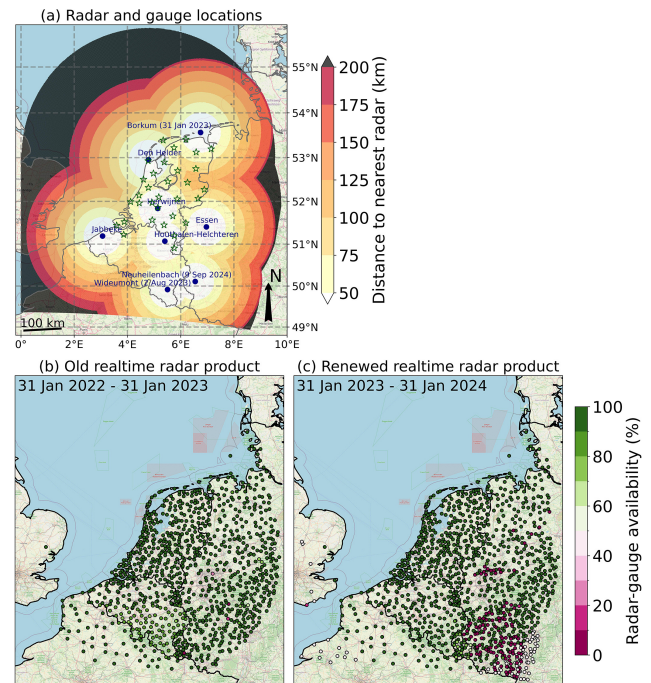 (a) Radar and gauge locations
55°N
54°N
53°N
52°N
51°N
50°N
49°N
Borkum (31 Jan 2023)
Den Helder
Herwijnen
Essen
Jabbeke
Houthalen-Helchteren
Neuheilenbach (9 Sep 2024)
Wideumont (2 Aug 2023)
N
100 km
0°E
2°E
4°E
6°E
8°E
10°E
200
175
150
125
100
75
50
Distance to nearest radar (km)
(b) Old realtime radar product
31 Jan 2022 - 31 Jan 2023
(c) Renewed realtime radar product
31 Jan 2023 - 31 Jan 2024
100
80
60
40
20
0
Radar-gauge availability (%)